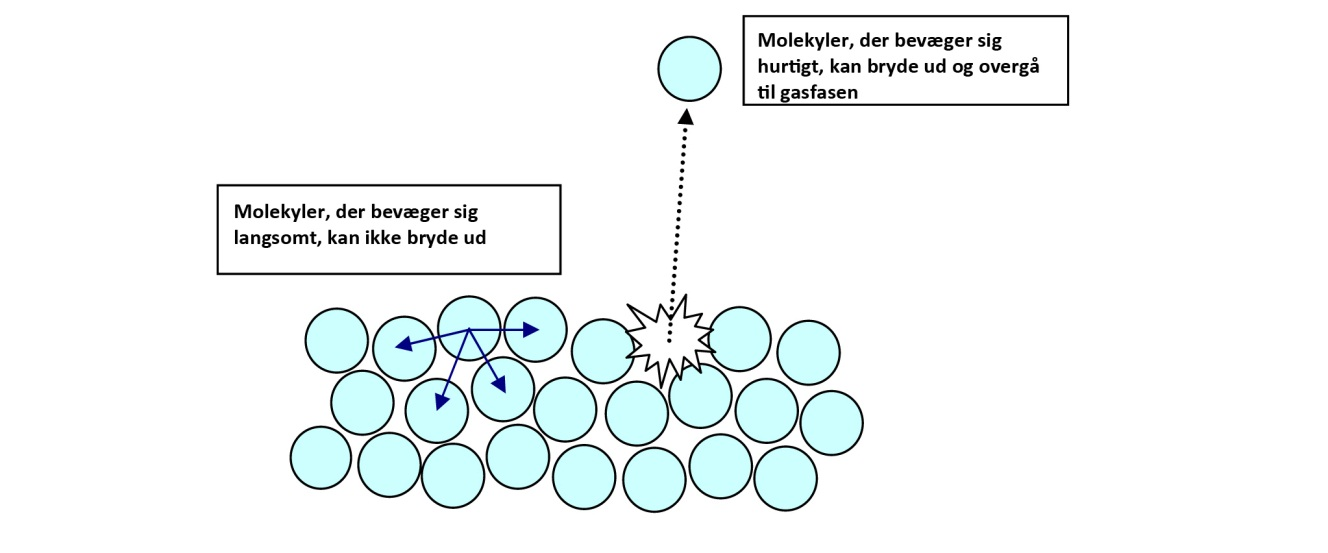 Molekyler, der bevæger sig
hurtigt, kan bryde ud og overgå
til gasfasen
Molekyler, der bevæger sig
langsomt, kan ikke bryde ud